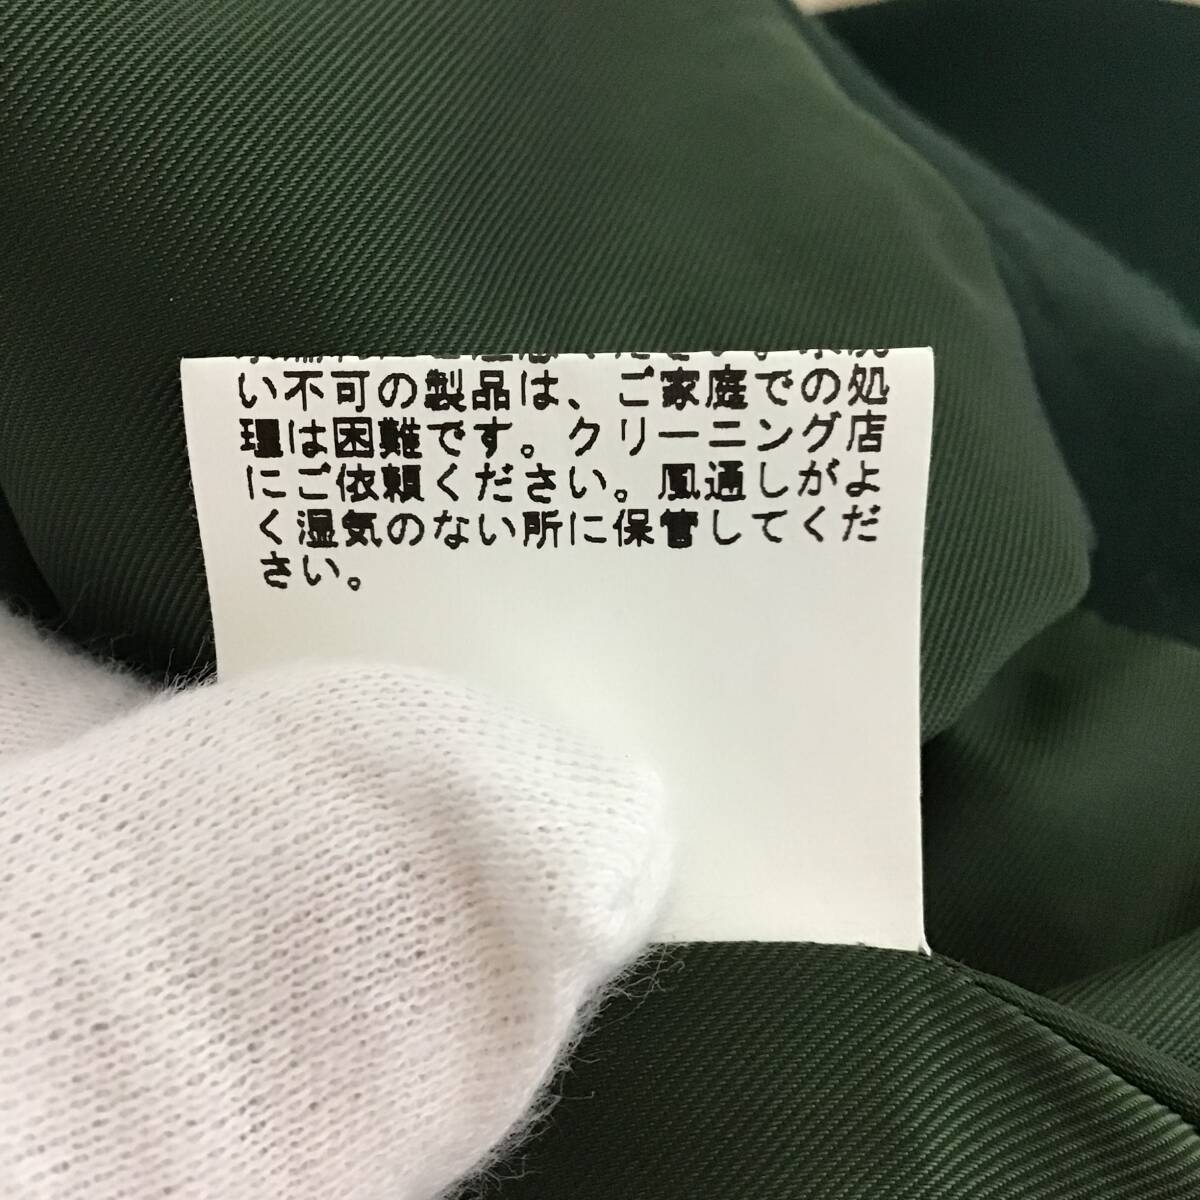 い不可の製品は、ご家庭での処
理は困難です。クリーニング店
にご依頼ください。風通しがよ
く湿気のない所に保管してくだ
さい。